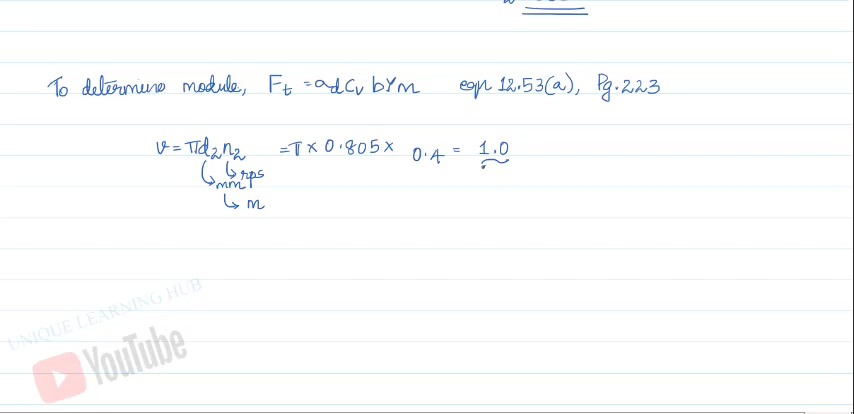 To determine module, Ft = σd Cv b Y m eqn 12.53(a), Pg. 223
v = πd2n2 = π × 0.805 × 0.4 = 1.0
↳ rps
↳ mm
↳ m
UNIQUE LEARNING HUB
YouTube